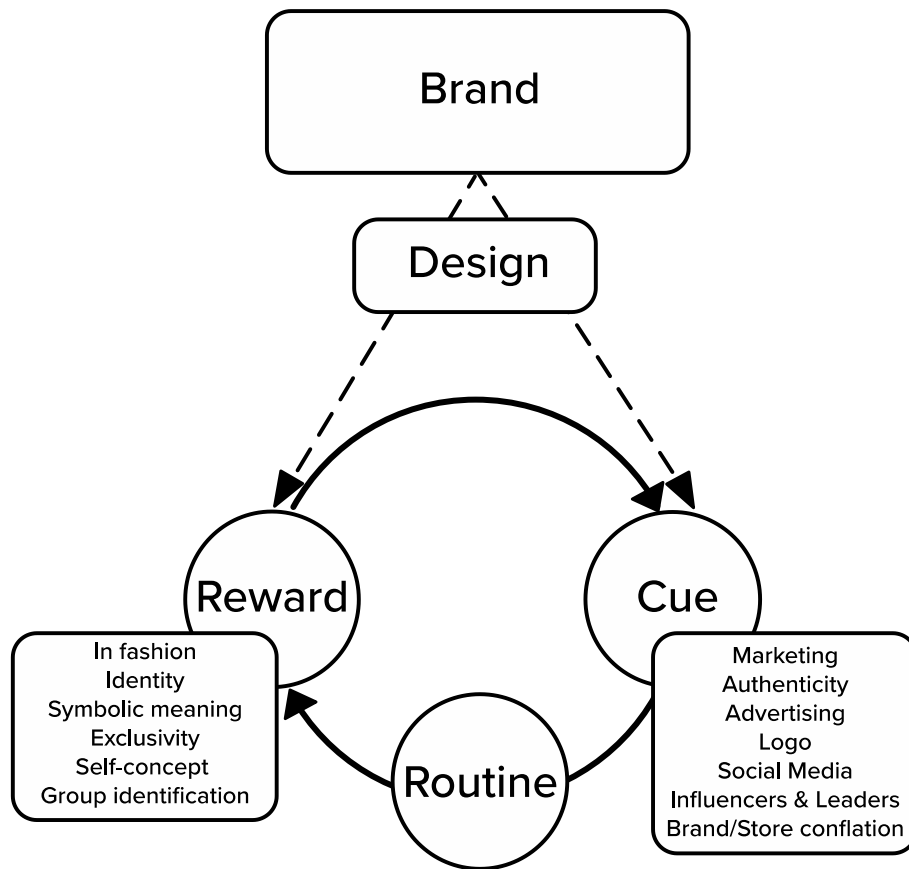 Brand
Design
Reward
Cue
In fashion
Identity
Symbolic meaning
Exclusivity
Self-concept
Group identification
Marketing
Authenticity
Advertising
Logo
Social Media
Influencers & Leaders
Brand/Store conflation
Routine